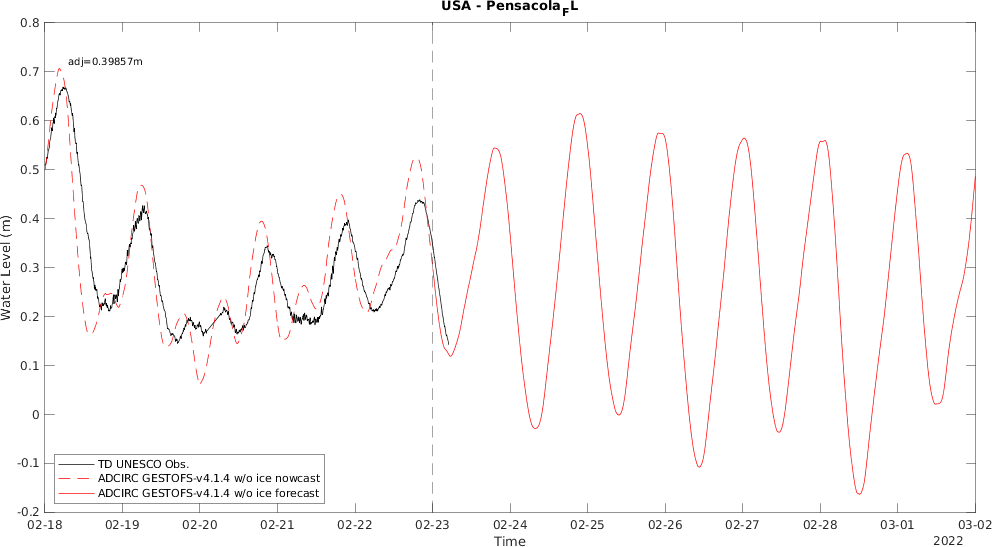 USA - PensacolaFL
adj=0.39857m
0.8
0.7
0.6
0.5
0.4
0.3
0.2
0.1
0
-0.1
-0.2
Water Level (m)
TD UNESCO Obs.
ADCIRC GESTOFS-v4.1.4 w/o ice nowcast
ADCIRC GESTOFS-v4.1.4 w/o ice forecast
02-18 02-19 02-20 02-21 02-22 02-23 02-24 02-25 02-26 02-27 02-28 03-01 03-02
Time
2022